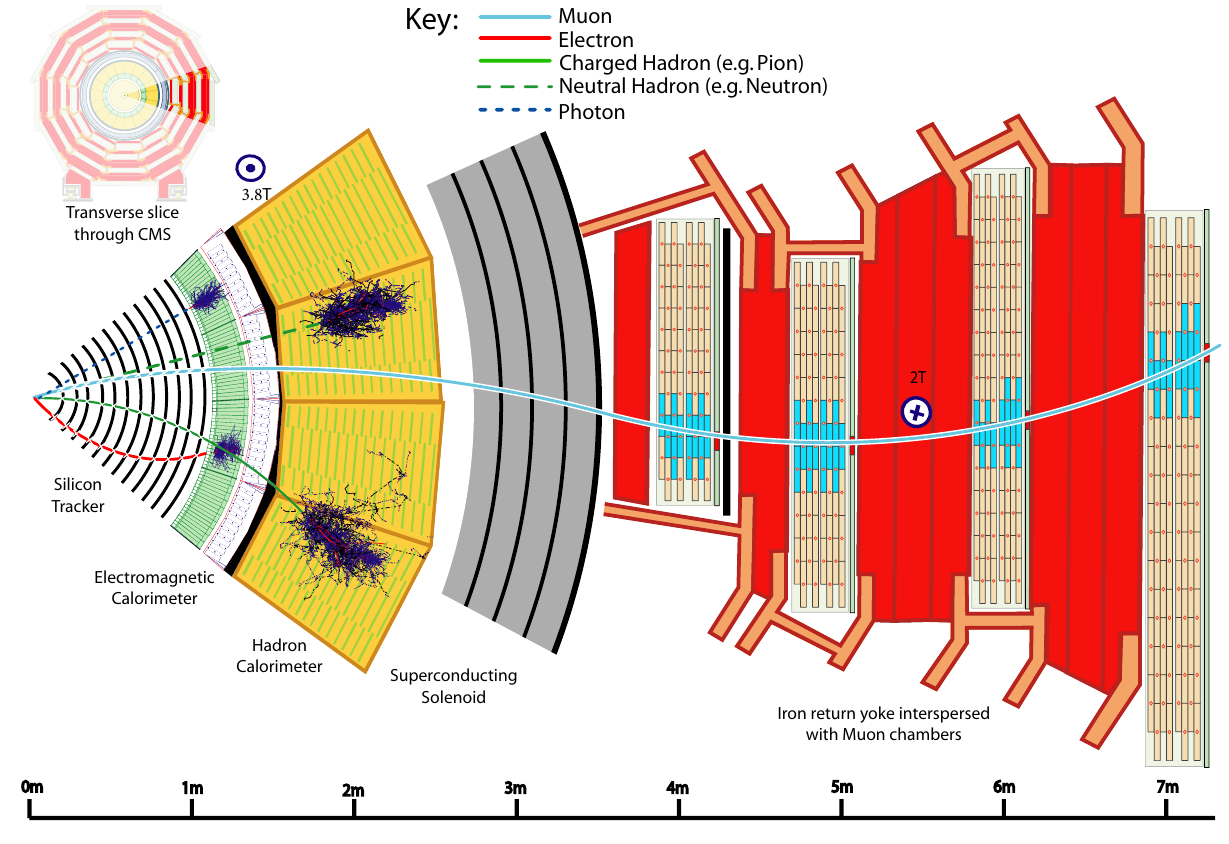 Key:
Muon
Electron
Charged Hadron (e.g. Pion)
Neutral Hadron (e.g. Neutron)
Photon
3.8T
Transverse slice
through CMS
2T
Silicon
Tracker
Electromagnetic
Calorimeter
Hadron
Calorimeter
Superconducting
Solenoid
Iron return yoke interspersed
with Muon chambers
0m 1m 2m 3m 4m 5m 6m 7m